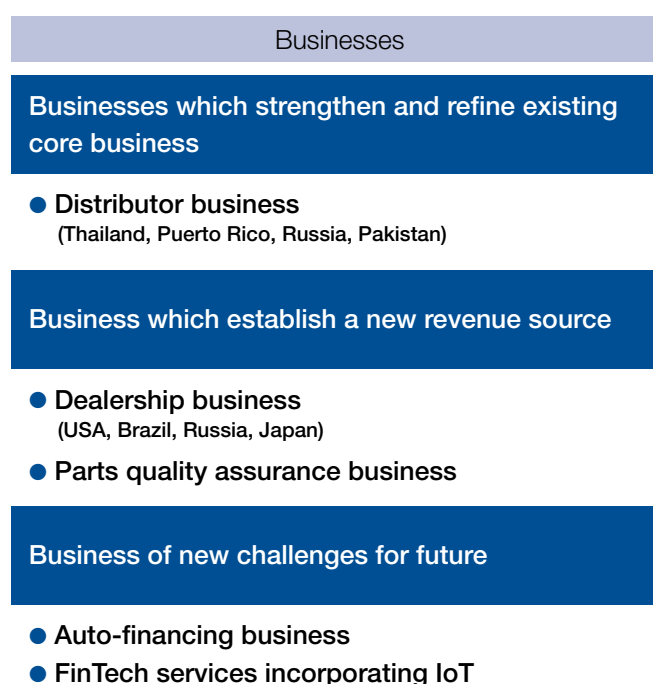 Businesses
Businesses which strengthen and refine existing
core business
● Distributor business
(Thailand, Puerto Rico, Russia, Pakistan)
Business which establish a new revenue source
● Dealership business
(USA, Brazil, Russia, Japan)
● Parts quality assurance business
Business of new challenges for future
● Auto-financing business
● FinTech services incorporating IoT